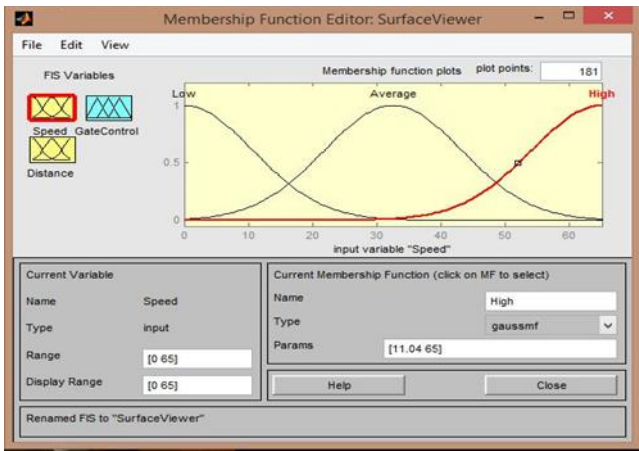 Membership Function Editor: SurfaceViewer
File Edit View
FIS Variables
Speed GateControl
Distance
Membership function plots plot points: 181
Low Average High
1
0.5
0
0 10 20 30 40 50 60
input variable "Speed"
Current Variable
Name Speed
Type input
Range [0 65]
Display Range [0 65]
Current Membership Function (click on MF to select)
Name High
Type gaussmf
Params [11.04 65]
Help Close
Renamed FIS to "SurfaceViewer"